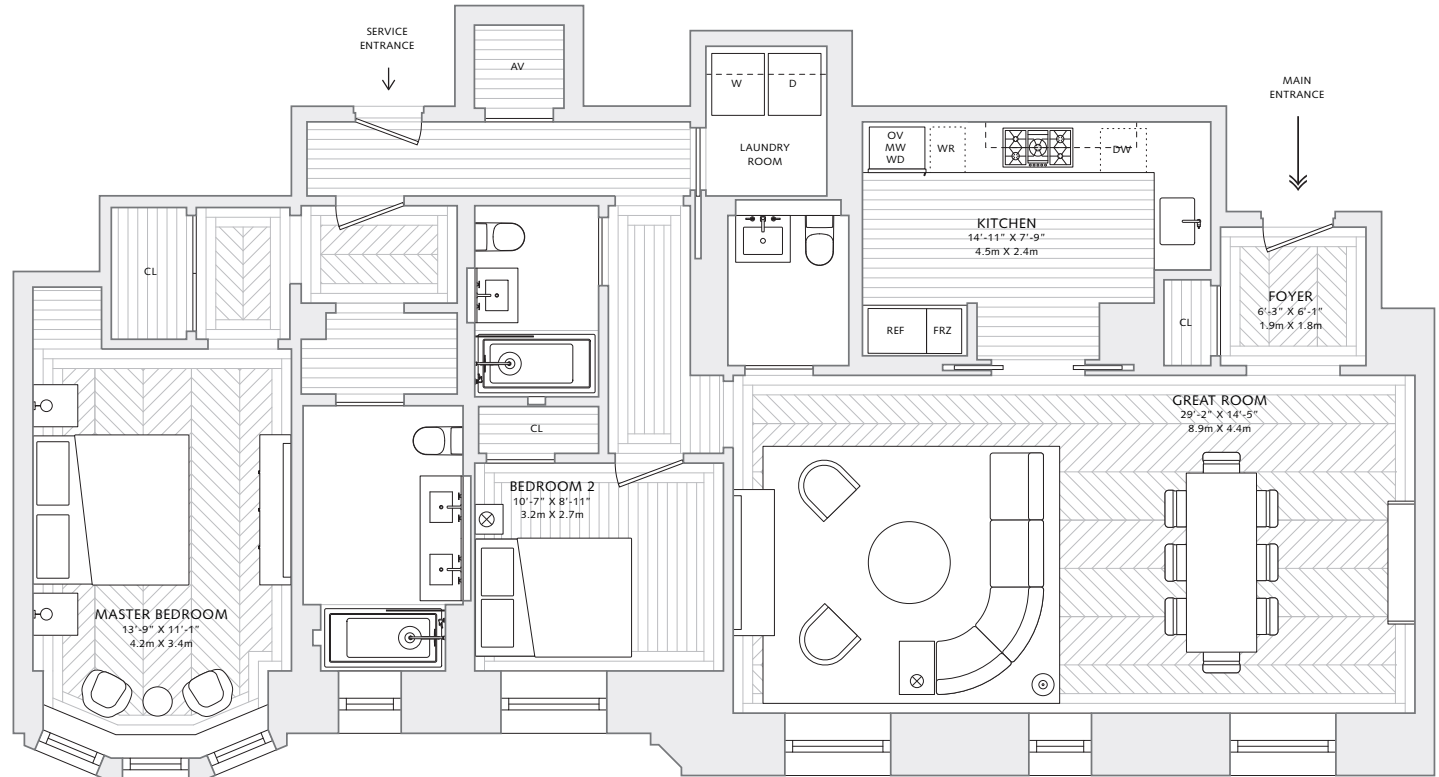 SERVICE
ENTRANCE
AV
W
D
LAUNDRY
ROOM
OV
MW
WD
WR
DW
MAIN
ENTRANCE
KITCHEN
14'-11" X 7'-9"
4.5m X 2.4m
CL
FOYER
6'-3" X 6'-1"
1.9m X 1.8m
CL
REF
FRZ
GREAT ROOM
29'-2" X 14'-5"
8.9m X 4.4m
CL
BEDROOM 2
10'-7" X 8'-11"
3.2m X 2.7m
MASTER BEDROOM
13'-9" X 11'-1"
4.2m X 3.4m